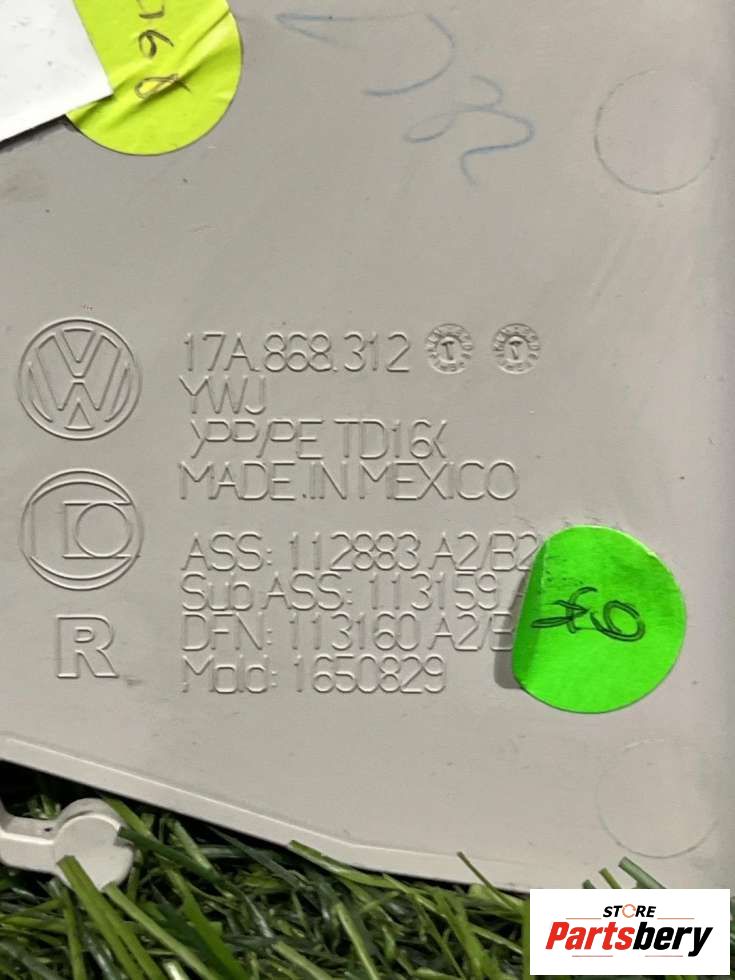 17A.868.312
YWJ
>PP/PE TD16<
MADE.IN MEXICO
ASS: 112883 A2/B2
Sub ASS: 113159
DFN: 113160 A2/B
Mold: 1650829
R
STORE
Partsbery